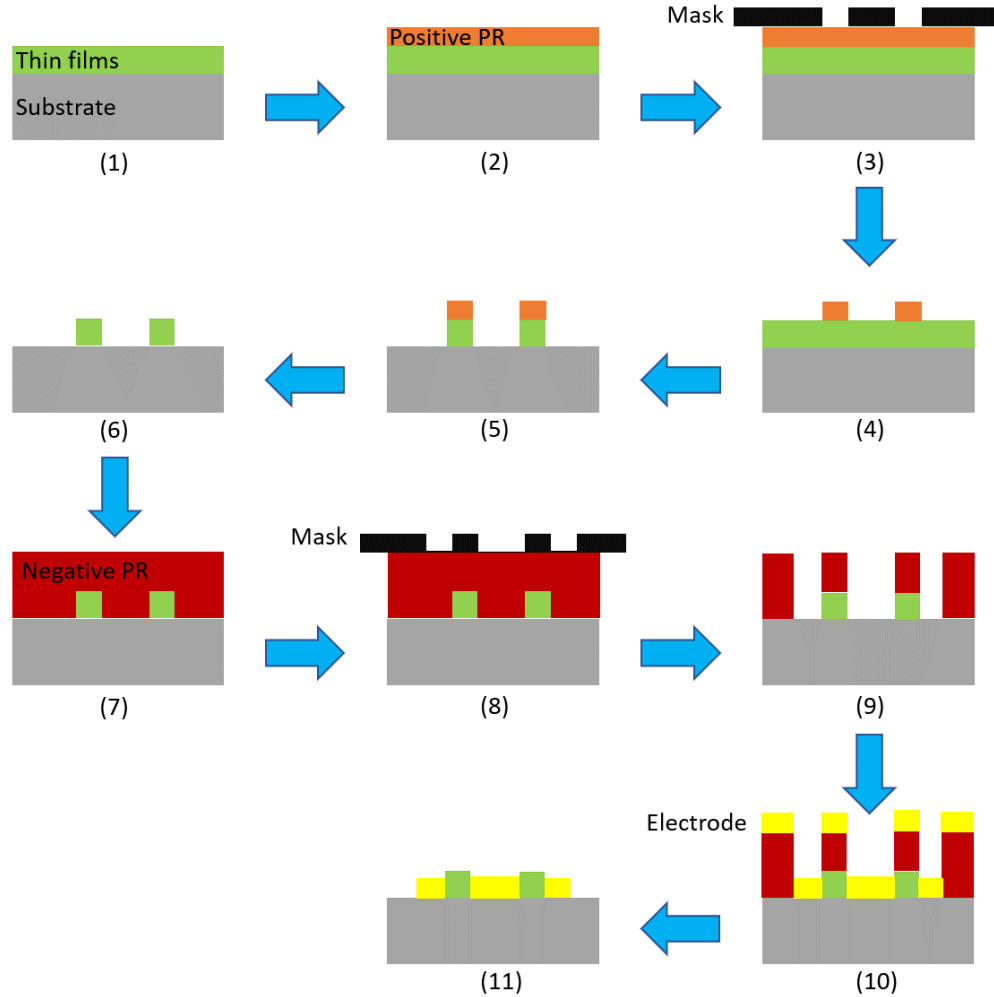 Mask
Positive PR
Thin films
Substrate
(1)
(2)
(3)
(6)
(5)
(4)
Mask
Negative PR
(7)
(8)
(9)
Electrode
(11)
(10)